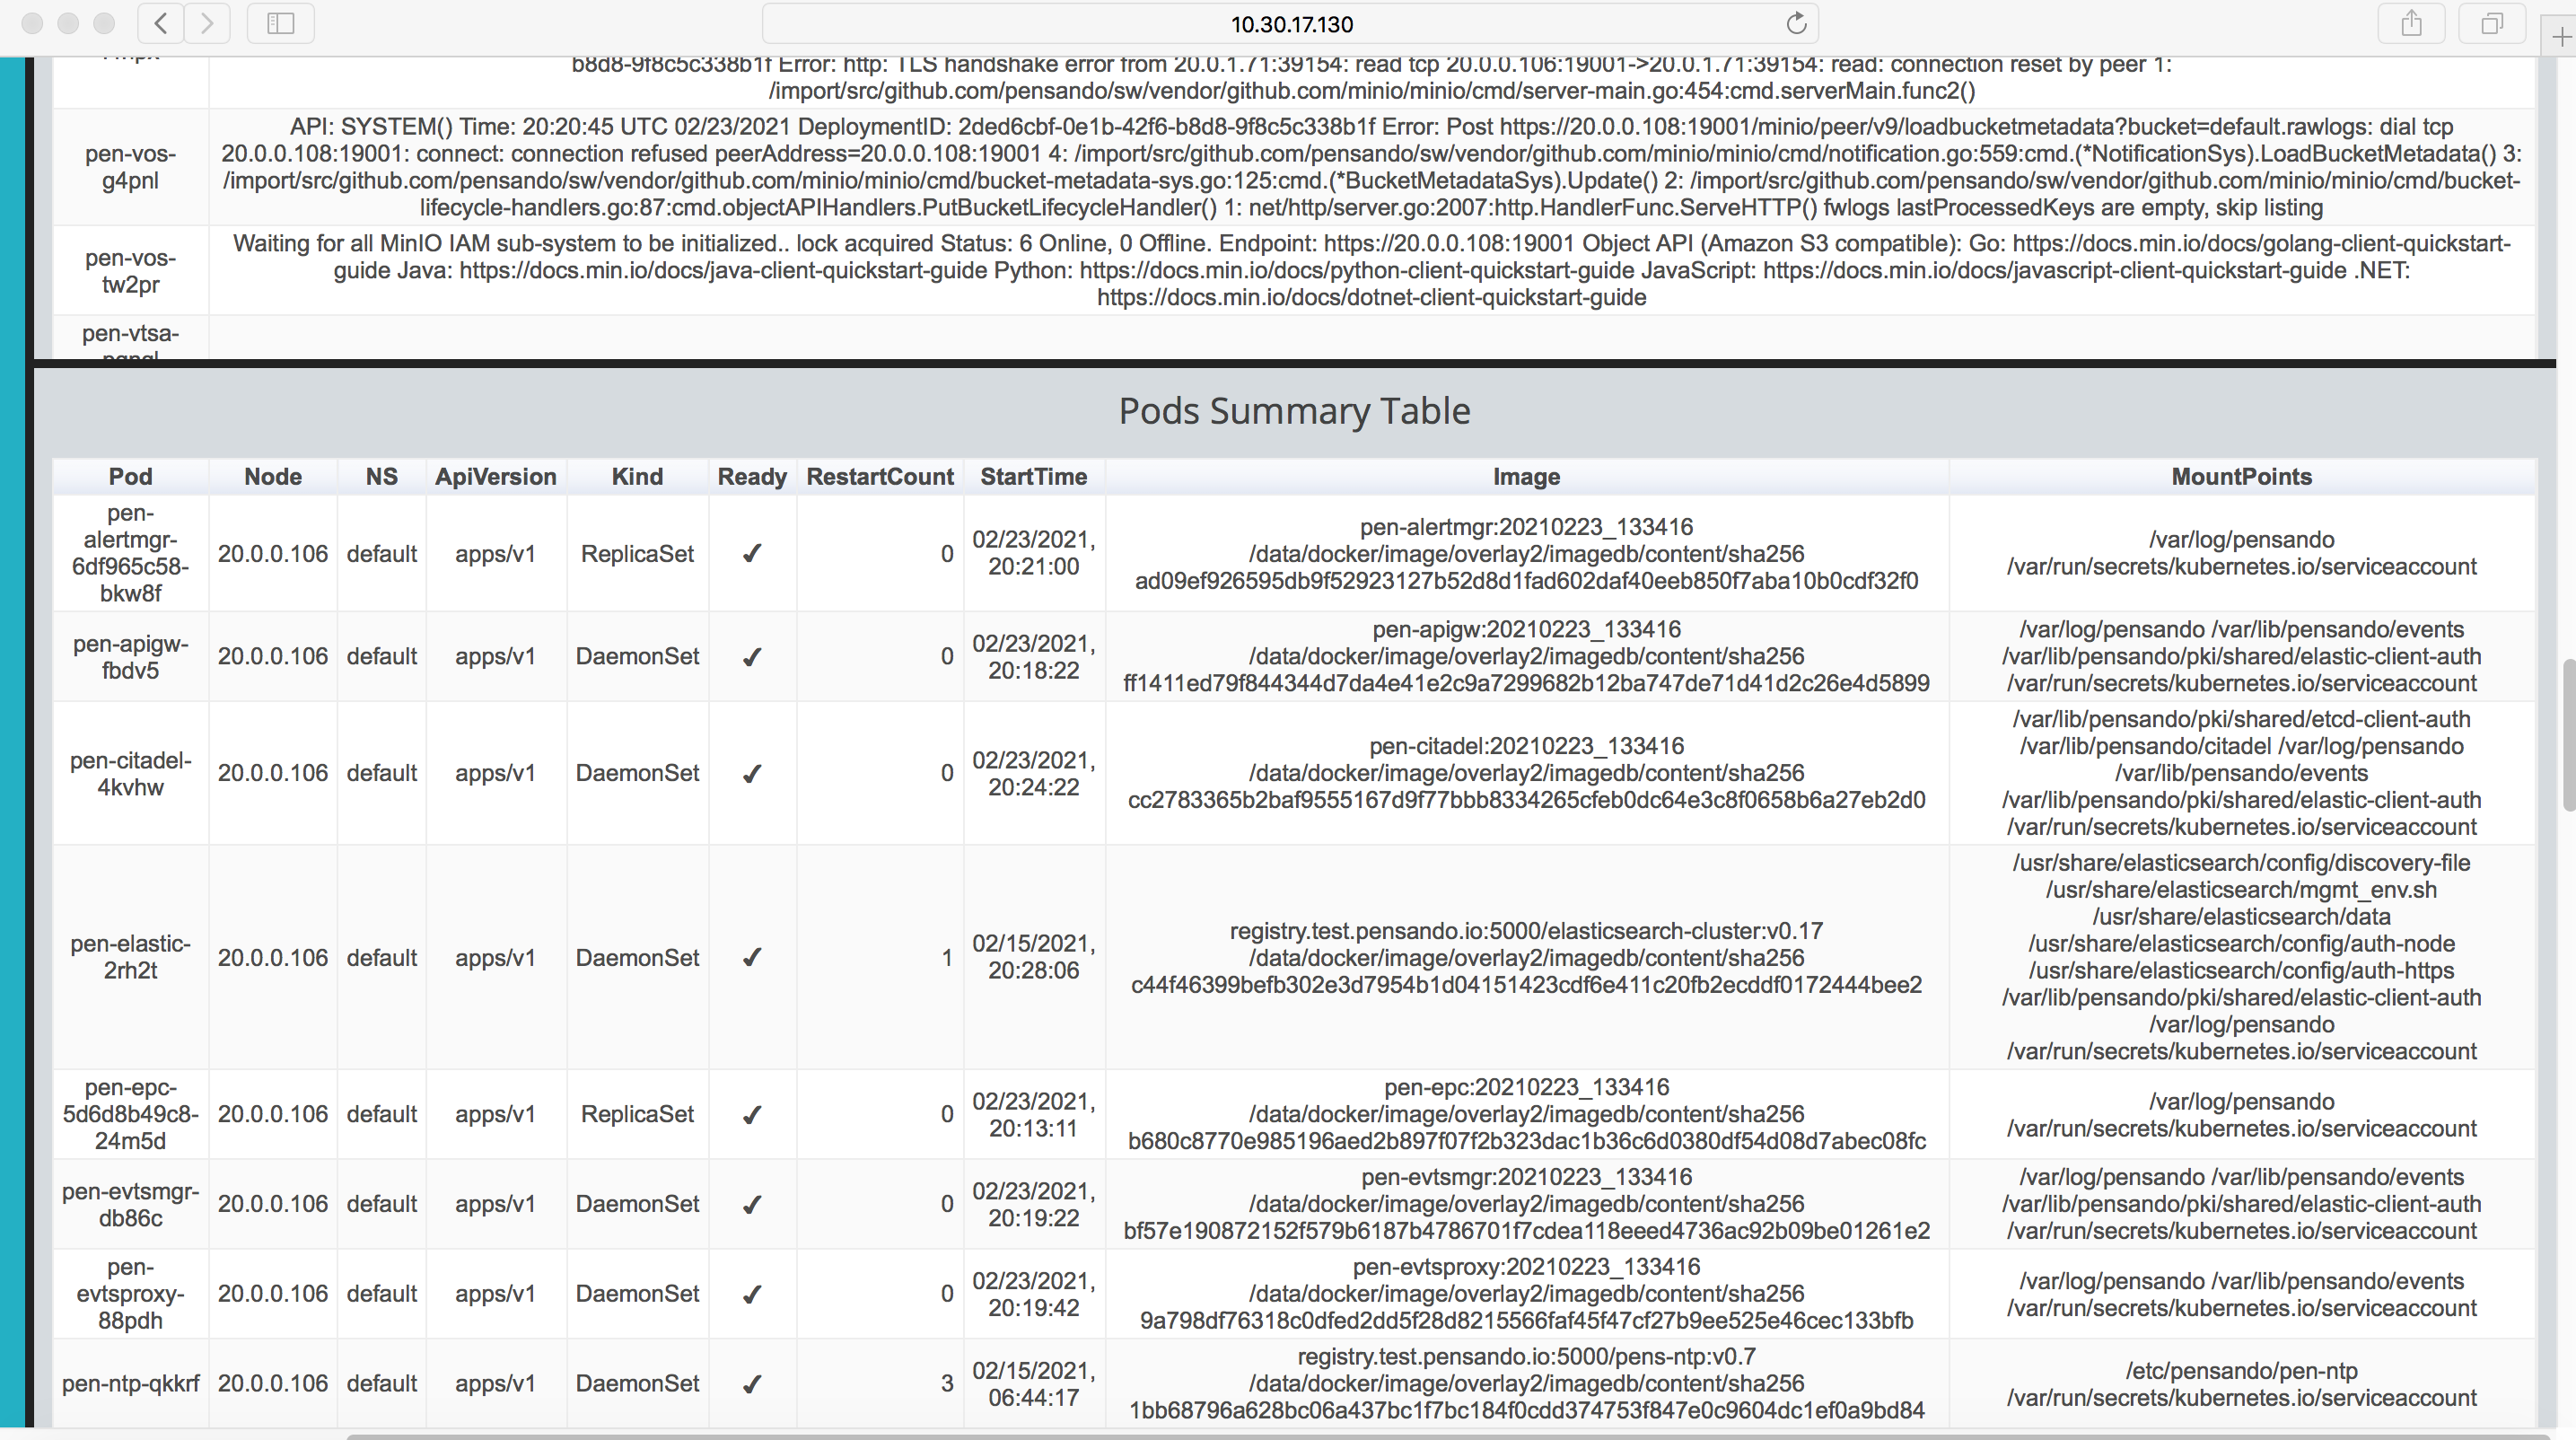 10.30.17.130
b8d8-9f8c5c338b1f Error: http: TLS handshake error from 20.0.1.71:39154: read tcp 20.0.0.106:19001->20.0.1.71:39154: read: connection reset by peer 1:
/import/src/github.com/pensando/sw/vendor/github.com/minio/minio/cmd/server-main.go:454:cmd.serverMain.func2()
pen-vos-
g4pnl
API: SYSTEM() Time: 20:20:45 UTC 02/23/2021 DeploymentID: 2ded6cbf-0e1b-42f6-b8d8-9f8c5c338b1f Error: Post https://20.0.0.108:19001/minio/peer/v9/loadbucketmetadata?bucket=default.rawlogs: dial tcp
20.0.0.108:19001: connect: connection refused peerAddress=20.0.0.108:19001 4: /import/src/github.com/pensando/sw/vendor/github.com/minio/minio/cmd/notification.go:559:cmd.(*NotificationSys).LoadBucketMetadata() 3:
/import/src/github.com/pensando/sw/vendor/github.com/minio/minio/cmd/bucket-metadata-sys.go:125:cmd.(*BucketMetadataSys).Update() 2: /import/src/github.com/pensando/sw/vendor/github.com/minio/minio/cmd/bucket-
lifecycle-handlers.go:87:cmd.objectAPIHandlers.PutBucketLifecycleHandler() 1: net/http/server.go:2007:http.HandlerFunc.ServeHTTP() fwlogs lastProcessedKeys are empty, skip listing
pen-vos-
tw2pr
Waiting for all MinIO IAM sub-system to be initialized.. lock acquired Status: 6 Online, 0 Offline. Endpoint: https://20.0.0.108:19001 Object API (Amazon S3 compatible): Go: https://docs.min.io/docs/golang-client-quickstart-
guide Java: https://docs.min.io/docs/java-client-quickstart-guide Python: https://docs.min.io/docs/python-client-quickstart-guide JavaScript: https://docs.min.io/docs/javascript-client-quickstart-guide .NET:
https://docs.min.io/docs/dotnet-client-quickstart-guide
pen-vtsa-
Pods Summary Table
Pod Node NS ApiVersion Kind Ready RestartCount StartTime Image MountPoints
pen-
alertmgr-
6df965c58-
bkw8f
20.0.0.106 default apps/v1 ReplicaSet ✔ 0
02/23/2021,
20:21:00
pen-alertmgr:20210223_133416
/data/docker/image/overlay2/imagedb/content/sha256
ad09ef926595db9f52923127b52d8d1fad602daf40eeb850f7aba10b0cdf32f0
/var/log/pensando
/var/run/secrets/kubernetes.io/serviceaccount
pen-apigw-
fbdv5
20.0.0.106 default apps/v1 DaemonSet ✔ 0
02/23/2021,
20:18:22
pen-apigw:20210223_133416
/data/docker/image/overlay2/imagedb/content/sha256
ff1411ed79f844344d7da4e41e2c9a7299682b12ba747de71d41d2c26e4d5899
/var/log/pensando /var/lib/pensando/events
/var/lib/pensando/pki/shared/elastic-client-auth
/var/run/secrets/kubernetes.io/serviceaccount
pen-citadel-
4kvhw
20.0.0.106 default apps/v1 DaemonSet ✔ 0
02/23/2021,
20:24:22
pen-citadel:20210223_133416
/data/docker/image/overlay2/imagedb/content/sha256
cc2783365b2baf9555167d9f77bbb8334265cfeb0dc64e3c8f0658b6a27eb2d0
/var/lib/pensando/pki/shared/etcd-client-auth
/var/lib/pensando/citadel /var/log/pensando
/var/lib/pensando/events
/var/lib/pensando/pki/shared/elastic-client-auth
/var/run/secrets/kubernetes.io/serviceaccount
pen-elastic-
2rh2t
20.0.0.106 default apps/v1 DaemonSet ✔ 1
02/15/2021,
20:28:06
registry.test.pensando.io:5000/elasticsearch-cluster:v0.17
/data/docker/image/overlay2/imagedb/content/sha256
c44f46399befb302e3d7954b1d04151423cdf6e411c20fb2ecddf0172444bee2
/usr/share/elasticsearch/config/discovery-file
/usr/share/elasticsearch/mgmt_env.sh
/usr/share/elasticsearch/data
/usr/share/elasticsearch/config/auth-node
/usr/share/elasticsearch/config/auth-https
/var/lib/pensando/pki/shared/elastic-client-auth
/var/log/pensando
/var/run/secrets/kubernetes.io/serviceaccount
pen-epc-
5d6d8b49c8-
24m5d
20.0.0.106 default apps/v1 ReplicaSet ✔ 0
02/23/2021,
20:13:11
pen-epc:20210223_133416
/data/docker/image/overlay2/imagedb/content/sha256
b680c8770e985196aed2b897f07f2b323dac1b36c6d0380df54d08d7abec08fc
/var/log/pensando
/var/run/secrets/kubernetes.io/serviceaccount
pen-evtsmgr-
db86c
20.0.0.106 default apps/v1 DaemonSet ✔ 0
02/23/2021,
20:19:22
pen-evtsmgr:20210223_133416
/data/docker/image/overlay2/imagedb/content/sha256
bf57e190872152f579b6187b4786701f7cdea118eeed4736ac92b09be01261e2
/var/log/pensando /var/lib/pensando/events
/var/lib/pensando/pki/shared/elastic-client-auth
/var/run/secrets/kubernetes.io/serviceaccount
pen-
evtsproxy-
88pdh
20.0.0.106 default apps/v1 DaemonSet ✔ 0
02/23/2021,
20:19:42
pen-evtsproxy:20210223_133416
/data/docker/image/overlay2/imagedb/content/sha256
9a798df76318c0dfed2dd5f28d8215566faf45f47cf27b9ee525e46cec133bfb
/var/log/pensando /var/lib/pensando/events
/var/run/secrets/kubernetes.io/serviceaccount
pen-ntp-qkkrf 20.0.0.106 default apps/v1 DaemonSet ✔ 3
02/15/2021,
06:44:17
registry.test.pensando.io:5000/pens-ntp:v0.7
/data/docker/image/overlay2/imagedb/content/sha256
1bb68796a628bc06a437bc1f7bc184f0cdd374753f847e0c9604dc1ef0a9bd84
/etc/pensando/pen-ntp
/var/run/secrets/kubernetes.io/serviceaccount